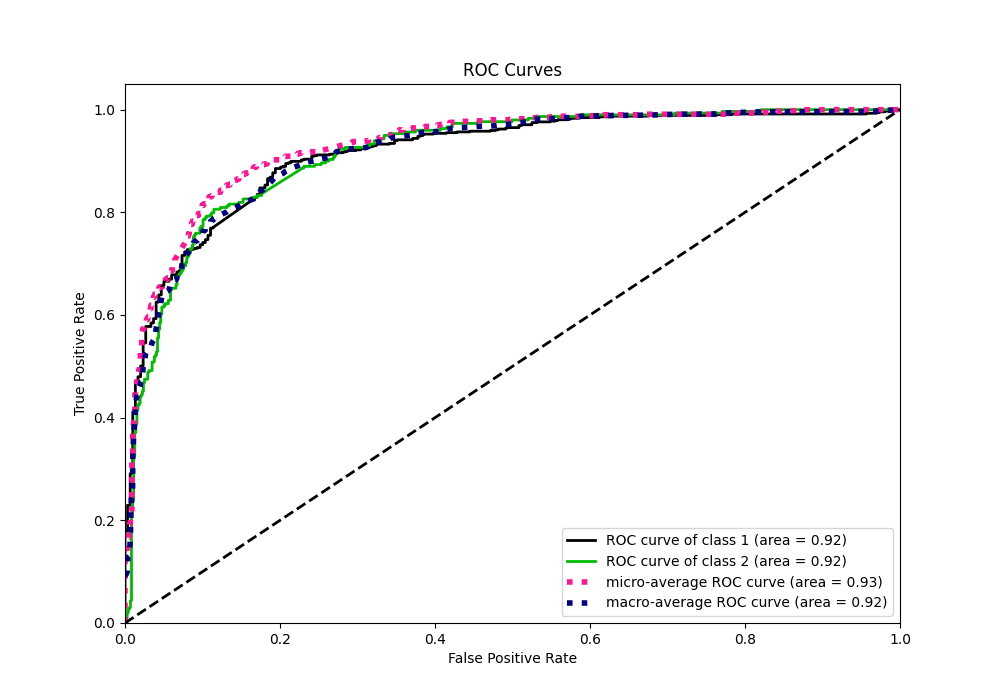 ROC Curves
True Positive Rate
1.0
0.8
0.6
0.4
0.2
0.0
ROC curve of class 1 (area = 0.92)
ROC curve of class 2 (area = 0.92)
micro-average ROC curve (area = 0.93)
macro-average ROC curve (area = 0.92)
0.0 0.2 0.4 0.6 0.8 1.0
False Positive Rate